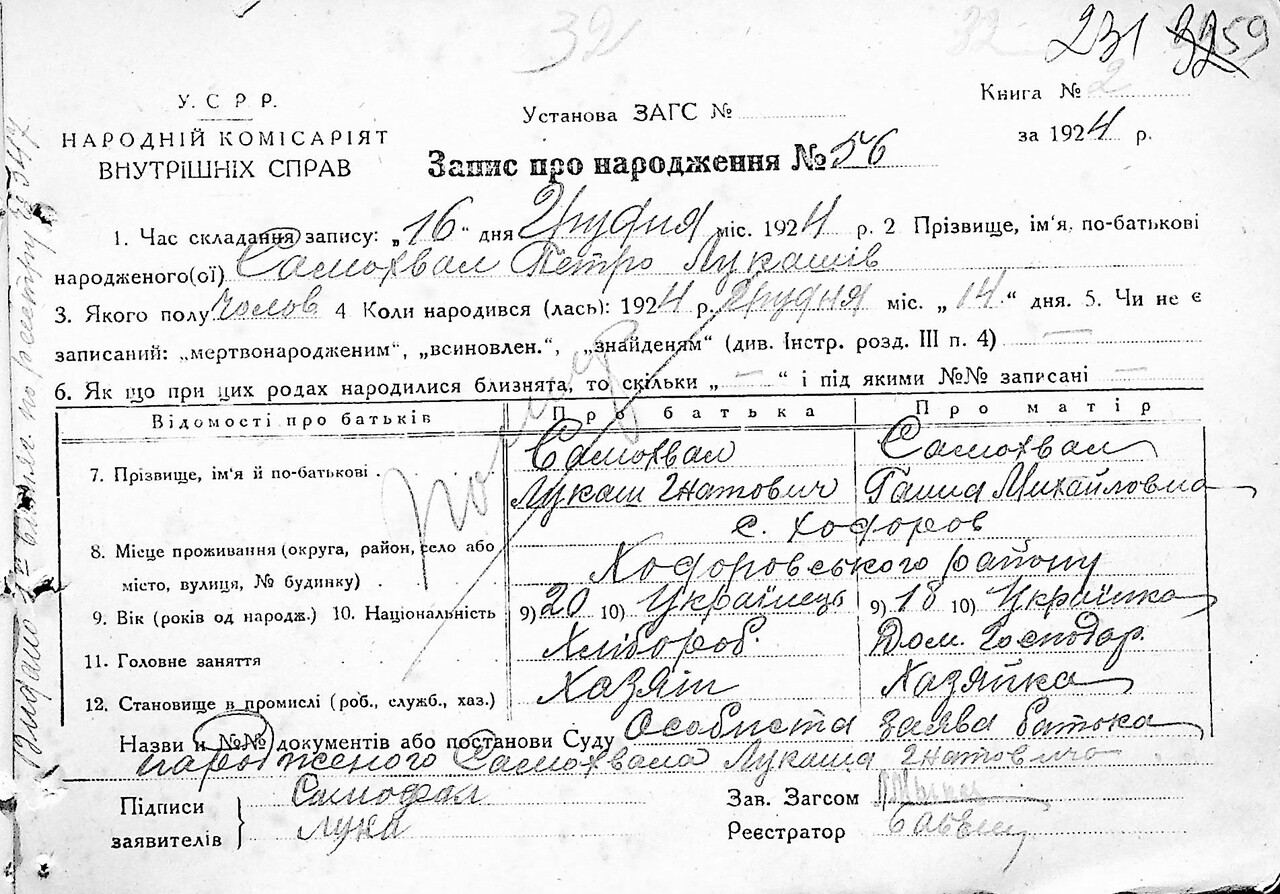 32
231 32 59
У.С.Р.Р.
НАРОДНІЙ КОМІСАРІЯТ
ВНУТРІШНІХ СПРАВ
Установа ЗАГС №
Книга № 2
за 1924 р.
Запис про народження № 56
1. Час складання запису: „16“ дня Грудня міс. 1924 р. 2 Прізвище, ім'я, по-батькові
народженого(ої) Самохвал Петро Лукашів
3. Якого полу чолов 4 Коли народився (лась): 1924 р. Грудня міс. „14“ дня. 5. Чи не є
записаний: „мертвонародженим“, „всиновлен.“, „знайденям“ (див. Інстр. розд. III п. 4) —
6. Як що при цих родах народилися близнята, то скільки „—“ і під якими №№ записані —
Відомості про батьків Про батька Про матір
7. Прізвище, ім'я й по-батькові . Самохвал Самохвал
Лукаш Гнатович Ганна Михайловна
с. Ходоров
8. Місце проживання (округа, район, село або
місто, вулиця, № будинку) . Ходоровського району
9. Вік (років од народж.) 10. Національність 9) 20 10) Українець 9) 18 10) Українка
11. Головне заняття Хлібороб. Дом. Господар.
12. Становище в промислі (роб., служб., хаз.) Хазяїн Хазяйка
Назви и №№ документів або постанови Суду Особиста заява батька
народженого Самохвала Лукаша Гнатовича
Підписи
заявителів
Самофал
Лука
Зав. Загсом
Реєстратор